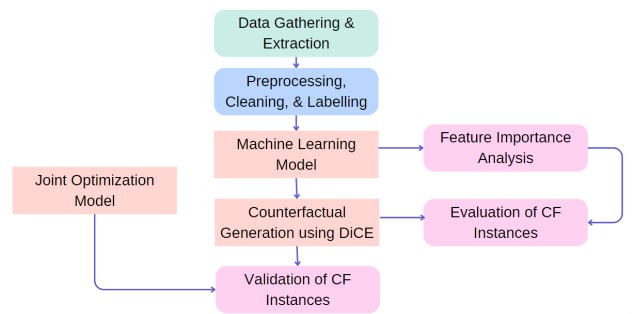 Data Gathering &
Extraction
Preprocessing,
Cleaning, & Labelling
Machine Learning
Model
Feature Importance
Analysis
Joint Optimization
Model
Counterfactual
Generation using DiCE
Evaluation of CF
Instances
Validation of CF
Instances